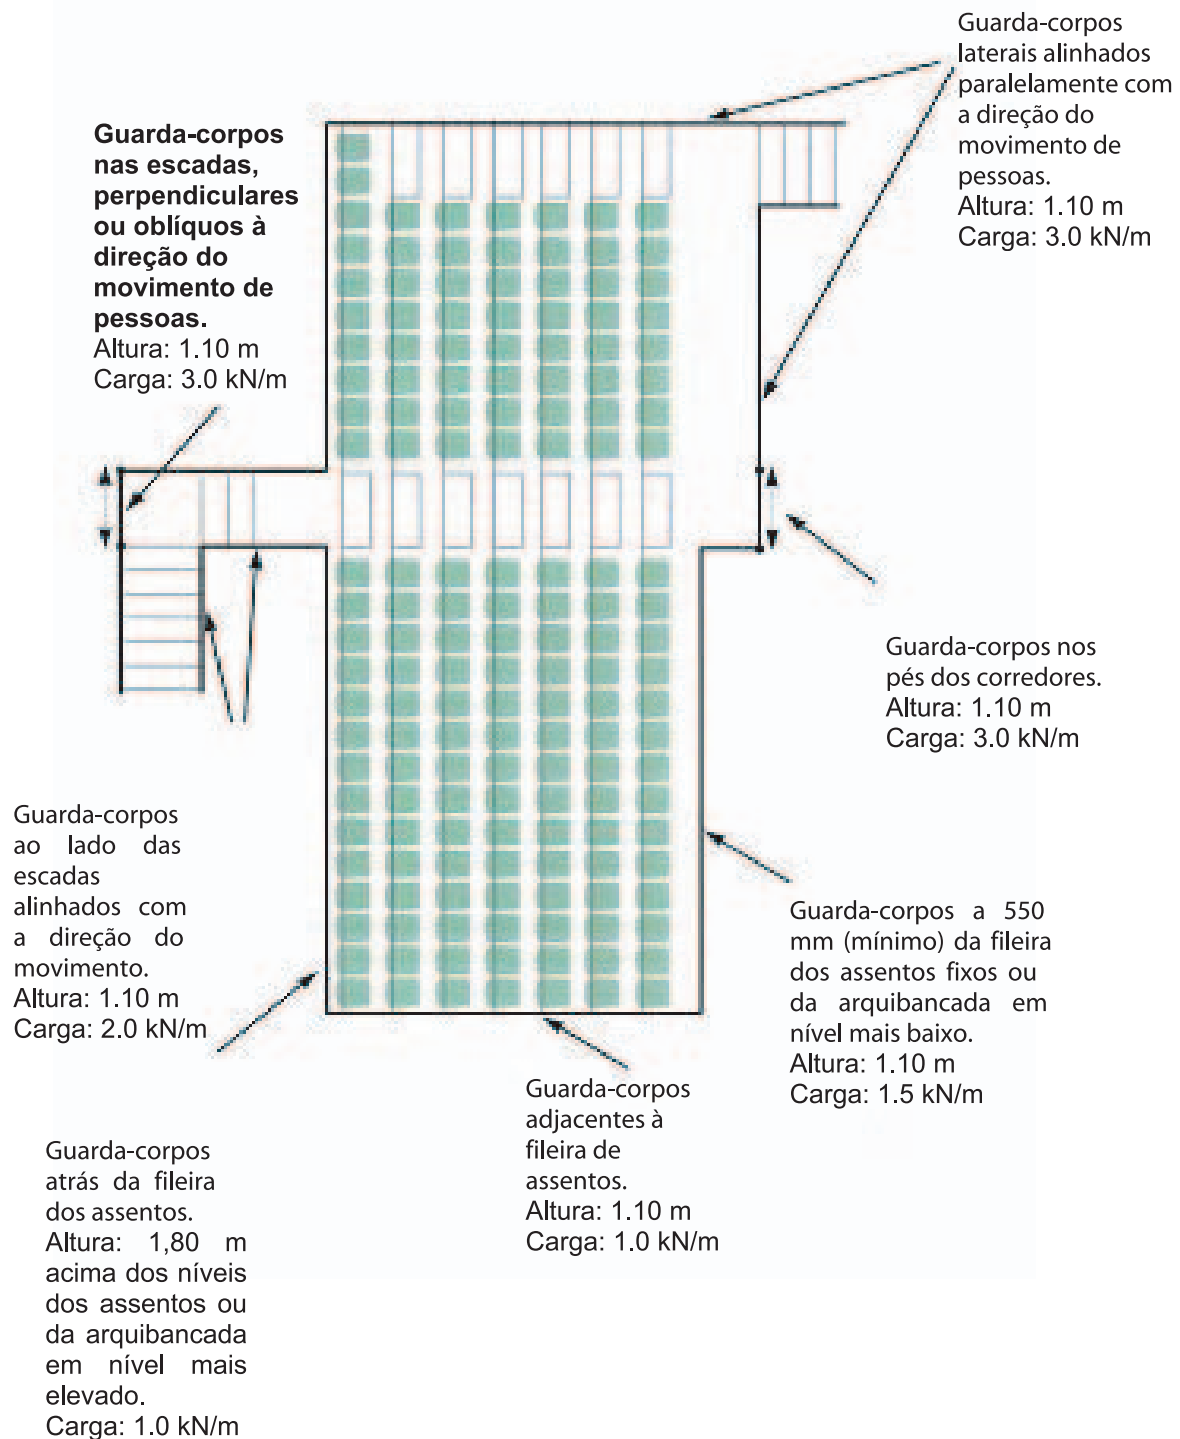 Guarda-corpos
laterais alinhados
paralelamente com
a direção do
movimento de
pessoas.
Altura: 1.10 m
Carga: 3.0 kN/m
Guarda-corpos
nas escadas,
perpendiculares
ou oblíquos à
direção do
movimento de
pessoas.
Altura: 1.10 m
Carga: 3.0 kN/m
Guarda-corpos nos
pés dos corredores.
Altura: 1.10 m
Carga: 3.0 kN/m
Guarda-corpos
ao lado das
escadas
alinhados com
a direção do
movimento.
Altura: 1.10 m
Carga: 2.0 kN/m
Guarda-corpos a 550
mm (mínimo) da fileira
dos assentos fixos ou
da arquibancada em
nível mais baixo.
Altura: 1.10 m
Carga: 1.5 kN/m
Guarda-corpos
adjacentes à
fileira de
assentos.
Altura: 1.10 m
Carga: 1.0 kN/m
Guarda-corpos
atrás da fileira
dos assentos.
Altura: 1,80 m
acima dos níveis
dos assentos ou
da arquibancada
em nível mais
elevado.
Carga: 1.0 kN/m